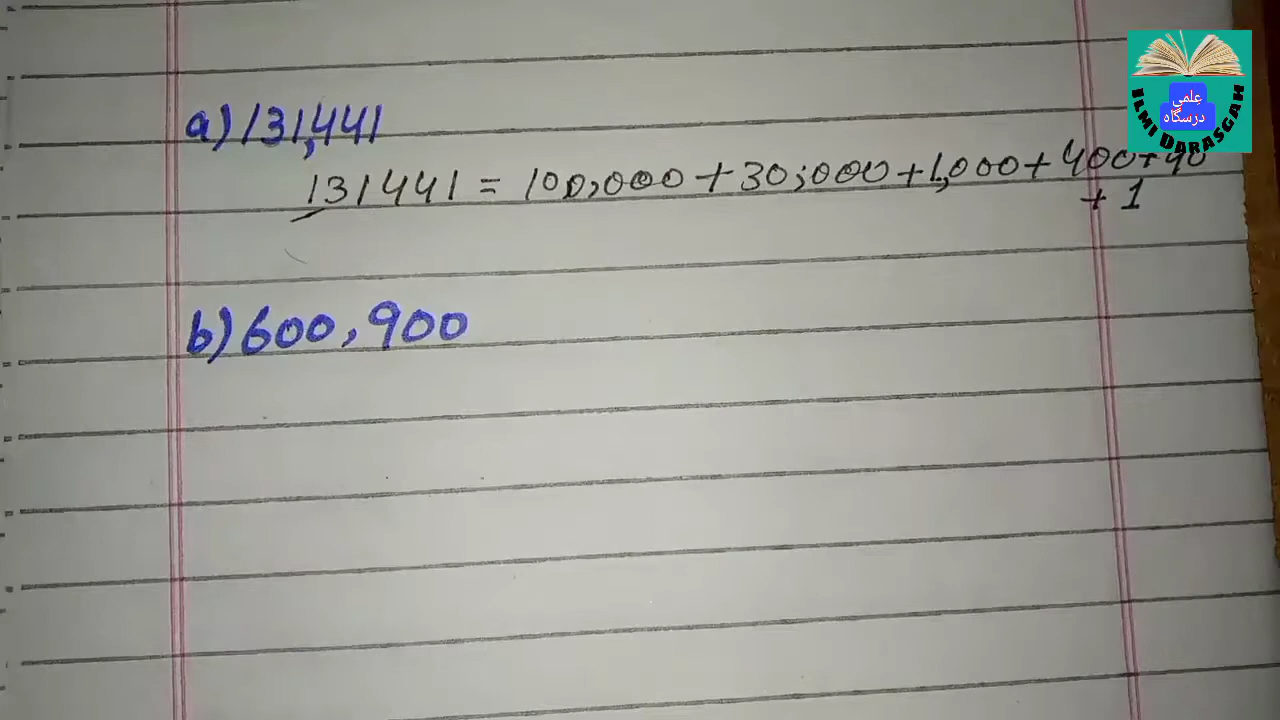 a) 131,441
131441 = 100,000 + 30,000 + 1,000 + 400 + 40
+ 1
b) 600,900
علمی
درسگاه
ILMI DARASGAH